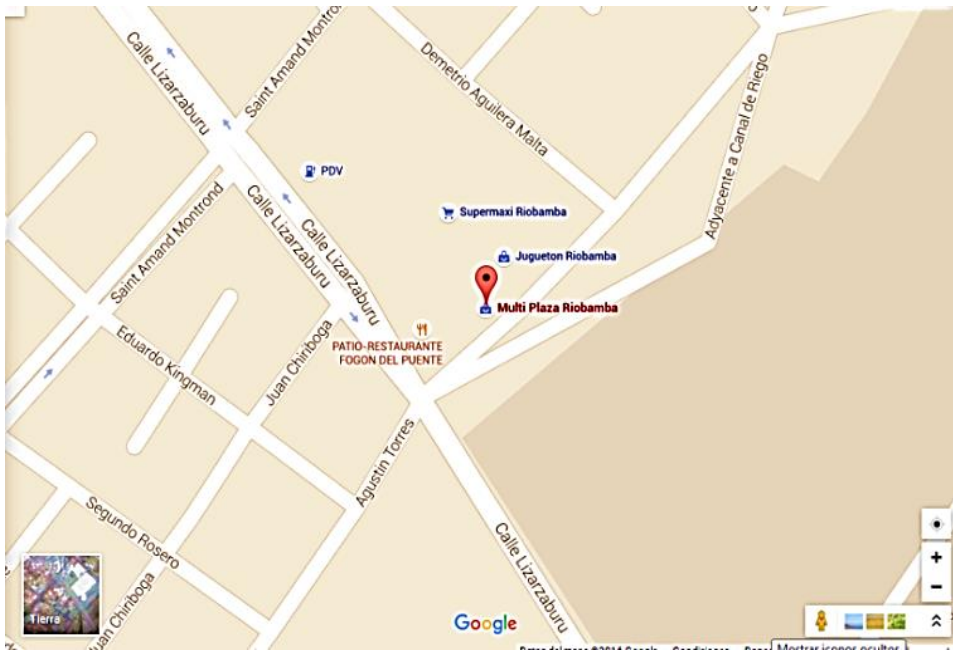 Calle Lizarzaburu
Saint Amand Montro
Demetrio Aguilera Malta
Adyacente a Canal de Riego
PDV
Calle Lizarzaburu
Calle Lizarzaburu
Supermaxi Riobamba
Saint Amand Montrond
Jugueton Riobamba
Multi Plaza Riobamba
PATIO-RESTAURANTE
FOGON DEL PUENTE
Juan Chiriboga
Eduardo Kingman
Agustin Torres
Segundo Rosero
Calle Lizarzaburu
Juan Chiriboga
Tierra
Google
+
-
Mostrar iconos ocultos